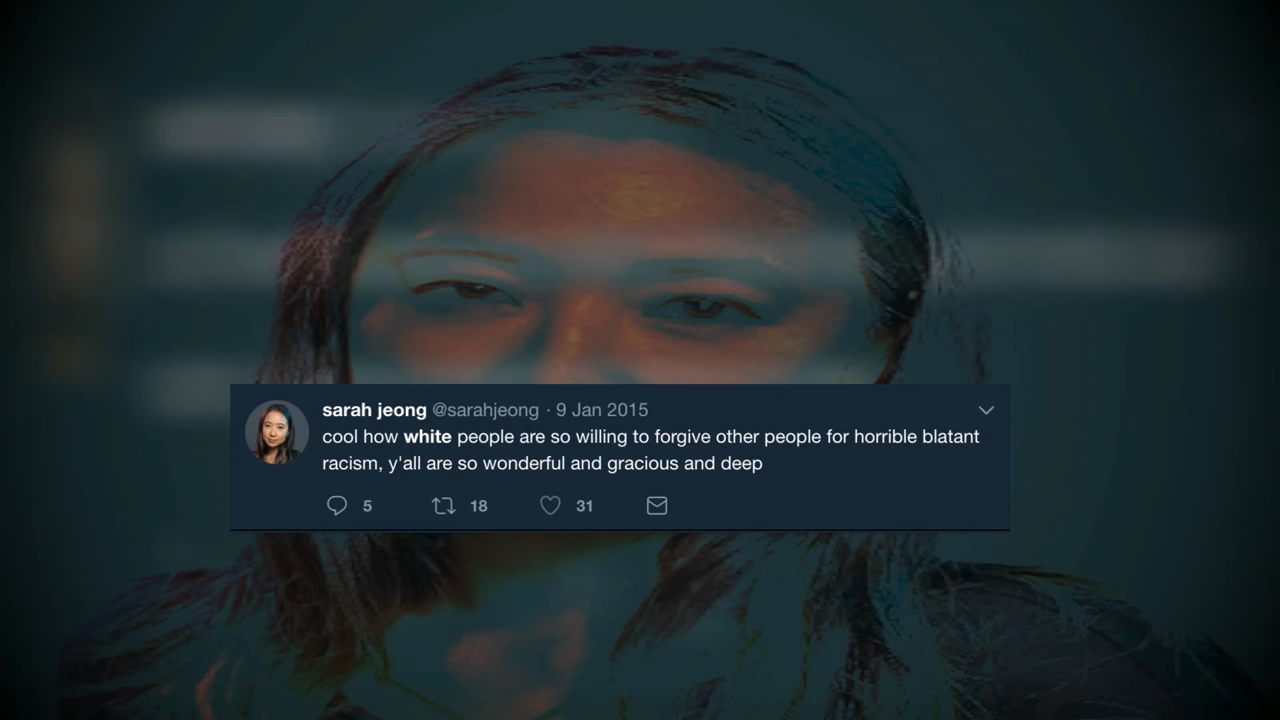 sarah jeong @sarahjeong · 9 Jan 2015
cool how white people are so willing to forgive other people for horrible blatant
racism, y'all are so wonderful and gracious and deep
5 18 31